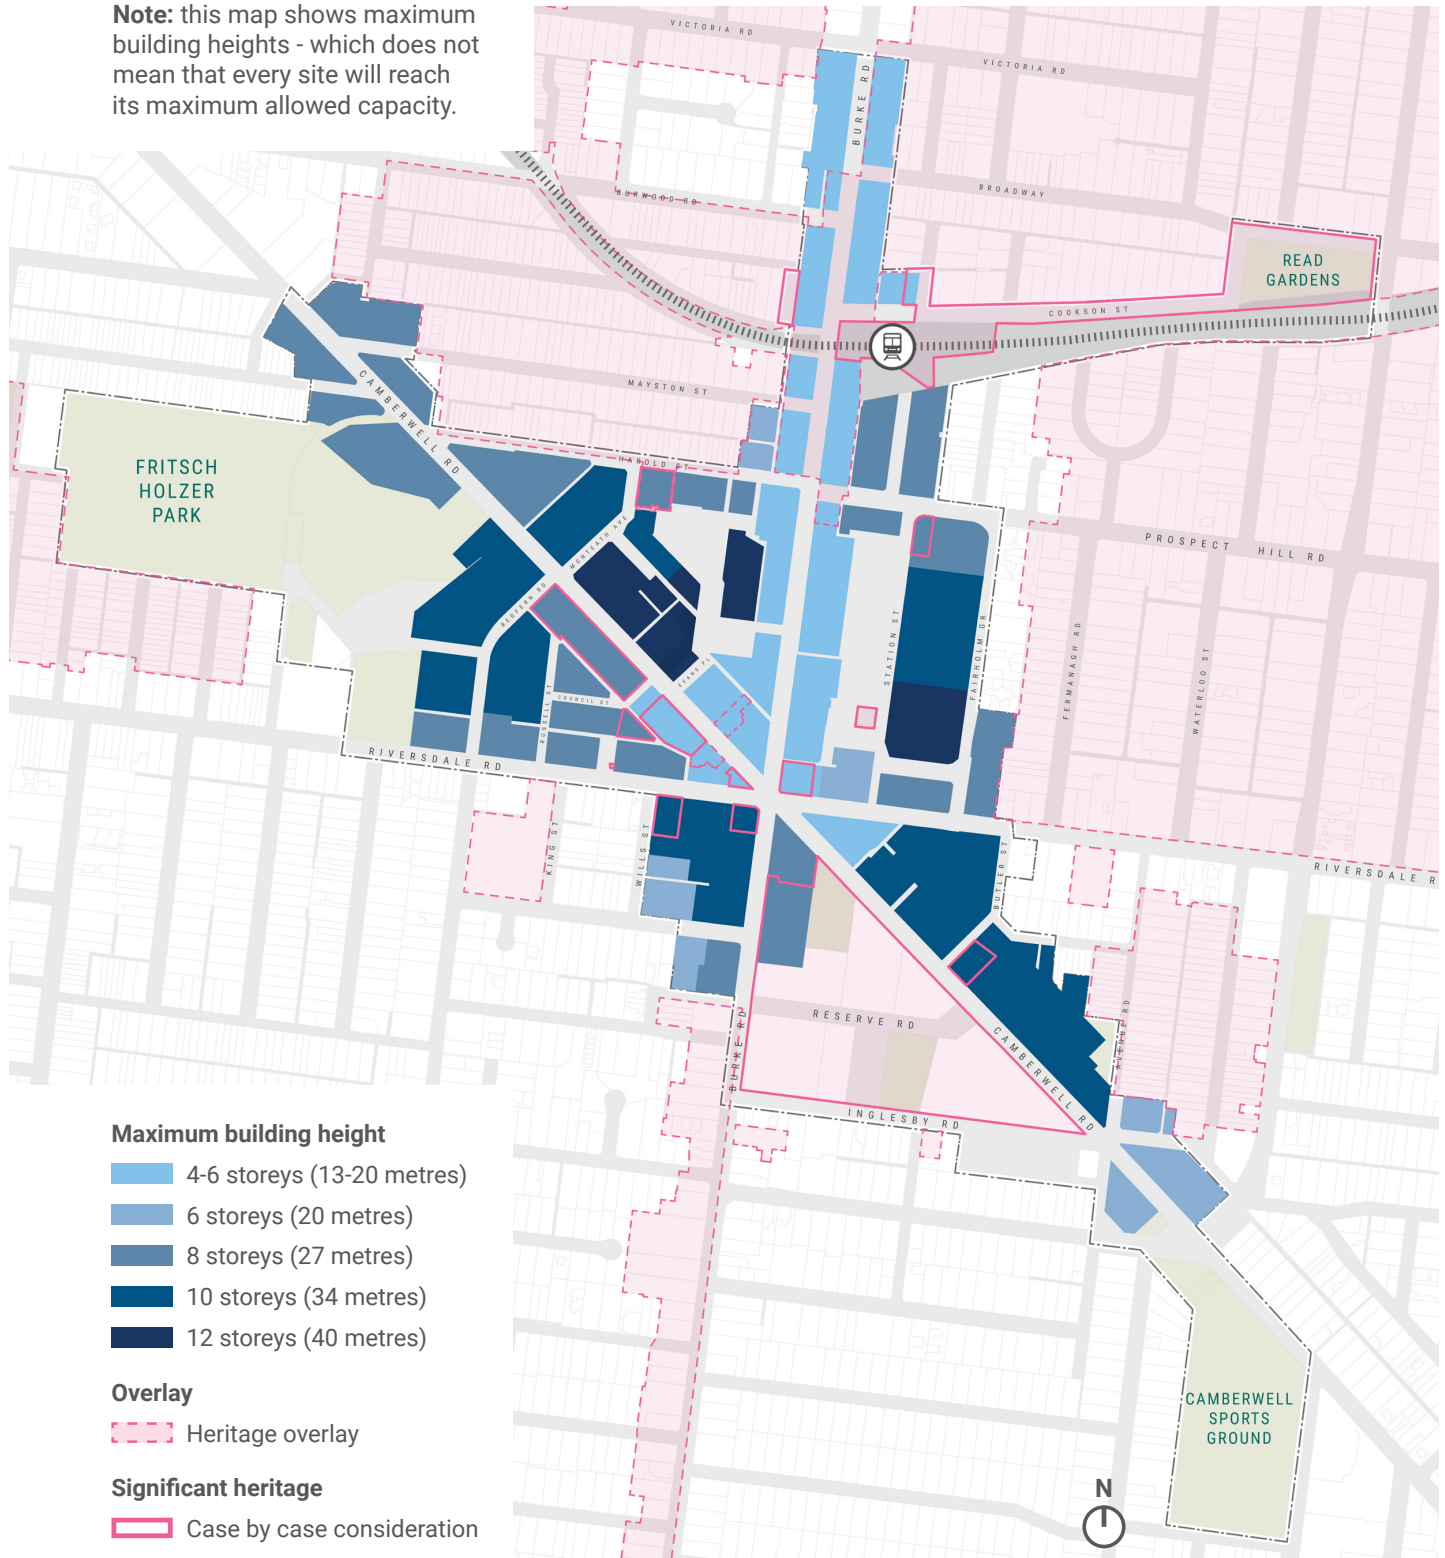 Note: this map shows maximum
building heights - which does not
mean that every site will reach
its maximum allowed capacity.
VICTORIA RD
VICTORIA RD
BURKE RD
BROADWAY
BURWOOD RD
READ
GARDENS
COOKSON ST
MAYSTON ST
CAMBERWELL RD
HAROLD ST
FRITSCH
HOLZER
PARK
MONTEATH AVE
PROSPECT HILL RD
REDFERN RD
STATION ST
FAIRHOLM GR
FERMANAGH RD
WATERLOO ST
EVANS PL
COUNCIL ST
RUSSELL ST
RIVERSDALE RD
KING ST
WILLS ST
BUTLER ST
RIVERSDALE R
RESERVE RD
BURKE RD
CAMBERWELL RD
AVENUE RD
INGLESBY RD
Maximum building height
4-6 storeys (13-20 metres)
6 storeys (20 metres)
8 storeys (27 metres)
10 storeys (34 metres)
12 storeys (40 metres)
Overlay
Heritage overlay
Significant heritage
Case by case consideration
CAMBERWELL
SPORTS
GROUND
N